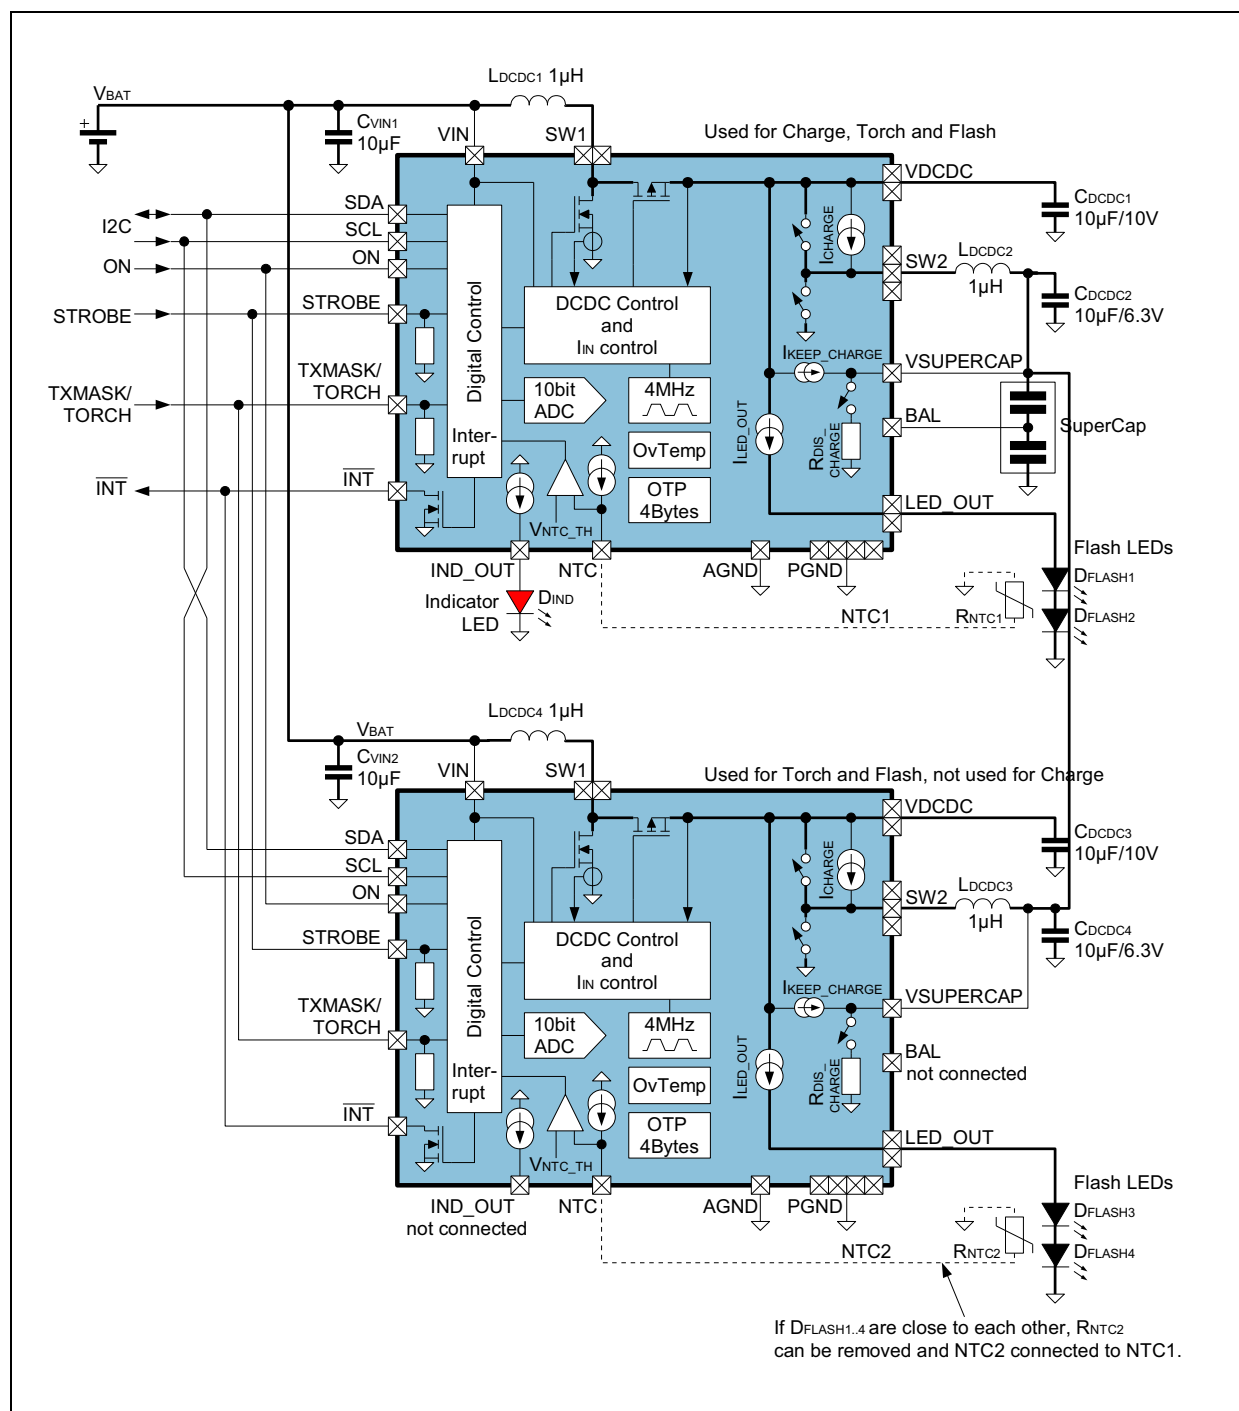 LDCDC1 1µH
VBAT
+
CVIN1
10µF
VIN
SW1
Used for Charge, Torch and Flash
VDCDC
CDCDC1
10µF/10V
SDA
I2C
SCL
ON
ON
ICHARGE
SW2
LDCDC2
1µH
CDCDC2
10µF/6.3V
STROBE
STROBE
Digital Control
DCDC Control
and
IIN control
IKEEP_CHARGE
VSUPERCAP
TXMASK/
TORCH
TXMASK/
TORCH
10bit
ADC
4MHz
BAL
SuperCap
ILED_OUT
RDIS_
CHARGE
Inter-
rupt
OvTemp
OTP
4Bytes
INT
INT
VNTC_TH
LED_OUT
IND_OUT
NTC
AGND
PGND
Flash LEDs
DFLASH1
Indicator
LED
DIND
NTC1
RNTC1
DFLASH2
LDCDC4 1µH
VBAT
CVIN2
10µF
VIN
SW1
Used for Torch and Flash, not used for Charge
VDCDC
CDCDC3
10µF/10V
SDA
SCL
ON
ICHARGE
SW2
LDCDC3
1µH
CDCDC4
10µF/6.3V
STROBE
Digital Control
DCDC Control
and
IIN control
IKEEP_CHARGE
VSUPERCAP
TXMASK/
TORCH
10bit
ADC
4MHz
BAL
not connected
ILED_OUT
RDIS_
CHARGE
Inter-
rupt
OvTemp
OTP
4Bytes
INT
VNTC_TH
LED_OUT
IND_OUT
not connected
NTC
AGND
PGND
Flash LEDs
DFLASH3
NTC2
RNTC2
DFLASH4
If DFLASH1..4 are close to each other, RNTC2
can be removed and NTC2 connected to NTC1.